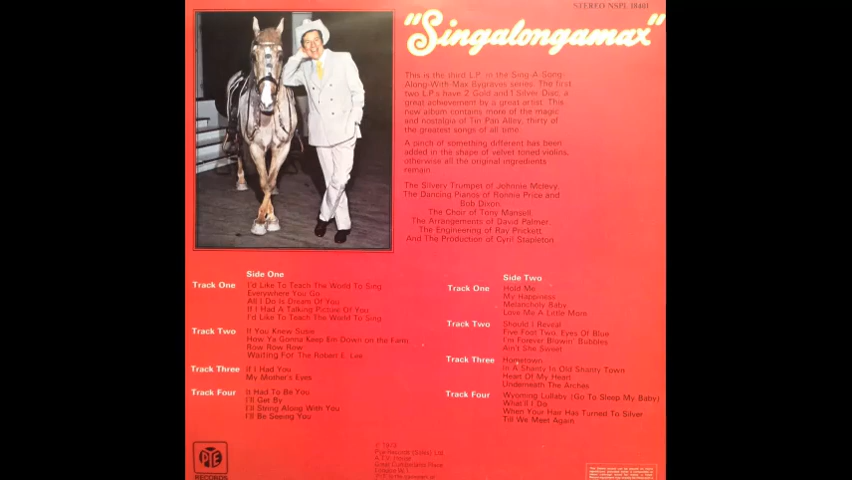 STEREO NSPL 18401
"Singalongamax"
This is the third L.P. in the Sing-A-Song-
Along-With-Max Bygraves series. The first
two L.P.s have 2 Gold and 1 Silver Disc, a
great achievement by a great artist. This
new album contains more of the magic
and nostalgia of Tin Pan Alley, thirty of
the greatest songs of all time.
A pinch of something different has been
added in the shape of velvet toned violins,
otherwise all the original ingredients
remain
The Silvery Trumpet of Johnnie McLevy.
The Dancing Pianos of Ronnie Price and
Bob Dixon.
The Choir of Tony Mansell.
The Arrangements of David Palmer.
The Engineering of Ray Prickett.
And The Production of Cyril Stapleton.
Side One
Track One
I'd Like To Teach The World To Sing
Everywhere You Go
All I Do Is Dream Of You
If I Had A Talking Picture Of You
I'd Like To Teach The World To Sing
Track Two
If You Knew Susie
How Ya Gonna Keep Em Down on the Farm
Row Row Row
Waiting For The Robert E. Lee
Track Three
If I Had You
My Mother's Eyes
Track Four
It Had To Be You
I'll Get By
I'll String Along With You
I'll Be Seeing You
Side Two
Track One
Hold Me
My Happiness
Melancholy Baby
Love Me A Little More
Track Two
Should I Reveal
Five Foot Two, Eyes Of Blue
I'm Forever Blowin' Bubbles
Ain't She Sweet
Track Three
Hometown
In A Shanty In Old Shanty Town
Heart Of My Heart
Underneath The Arches
Track Four
Wyoming Lullaby (Go To Sleep My Baby)
What'll I Do
When Your Hair Has Turned To Silver
Till We Meet Again
PYE
RECORDS
Pye Records (Sales) Ltd
A.T.V. House
Great Cumberland Place
London W.1